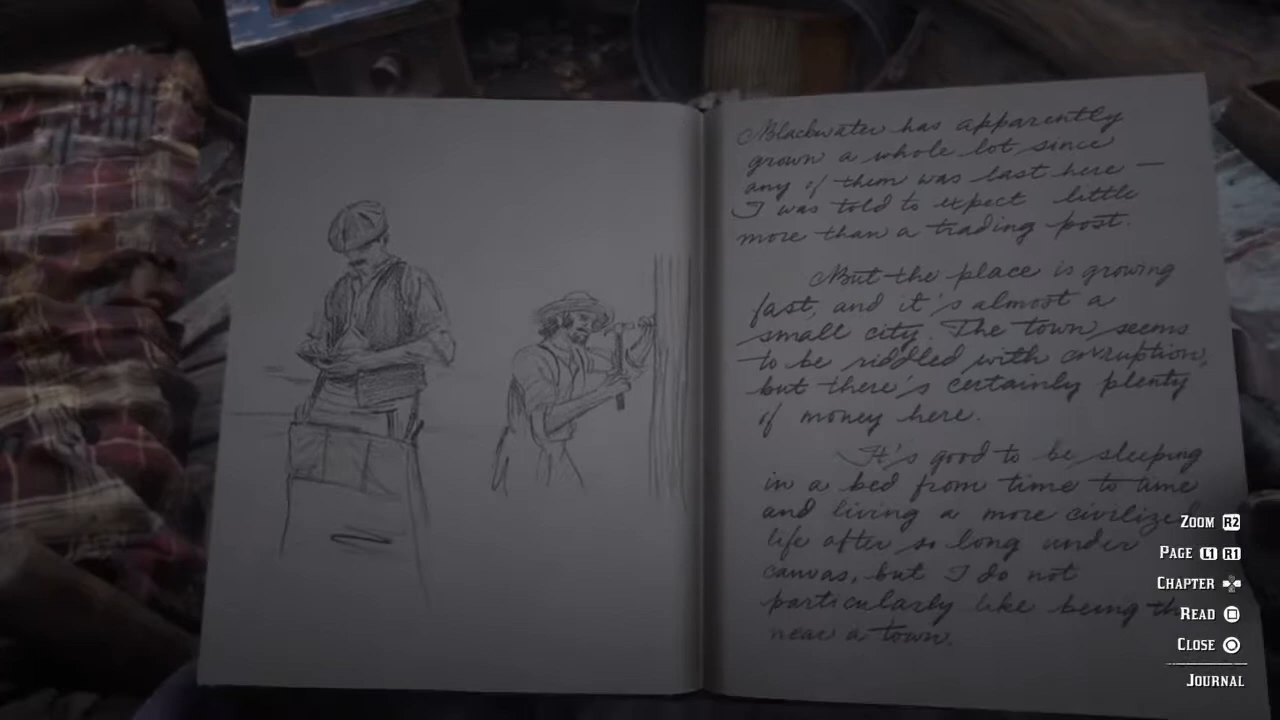 Blackwater has apparently
grown a whole lot since
any of them was last here —
I was told to expect little
more than a trading post.
But the place is growing
fast, and it's almost a
small city. The town seems
to be riddled with corruption,
but there's certainly plenty
of money here.
It's good to be sleeping
in a bed from time to time
and living a more civilized
life after so long under
canvas, but I do not
particularly like being
near a town.
ZOOM R2
PAGE L1 R1
CHAPTER
READ
CLOSE
JOURNAL